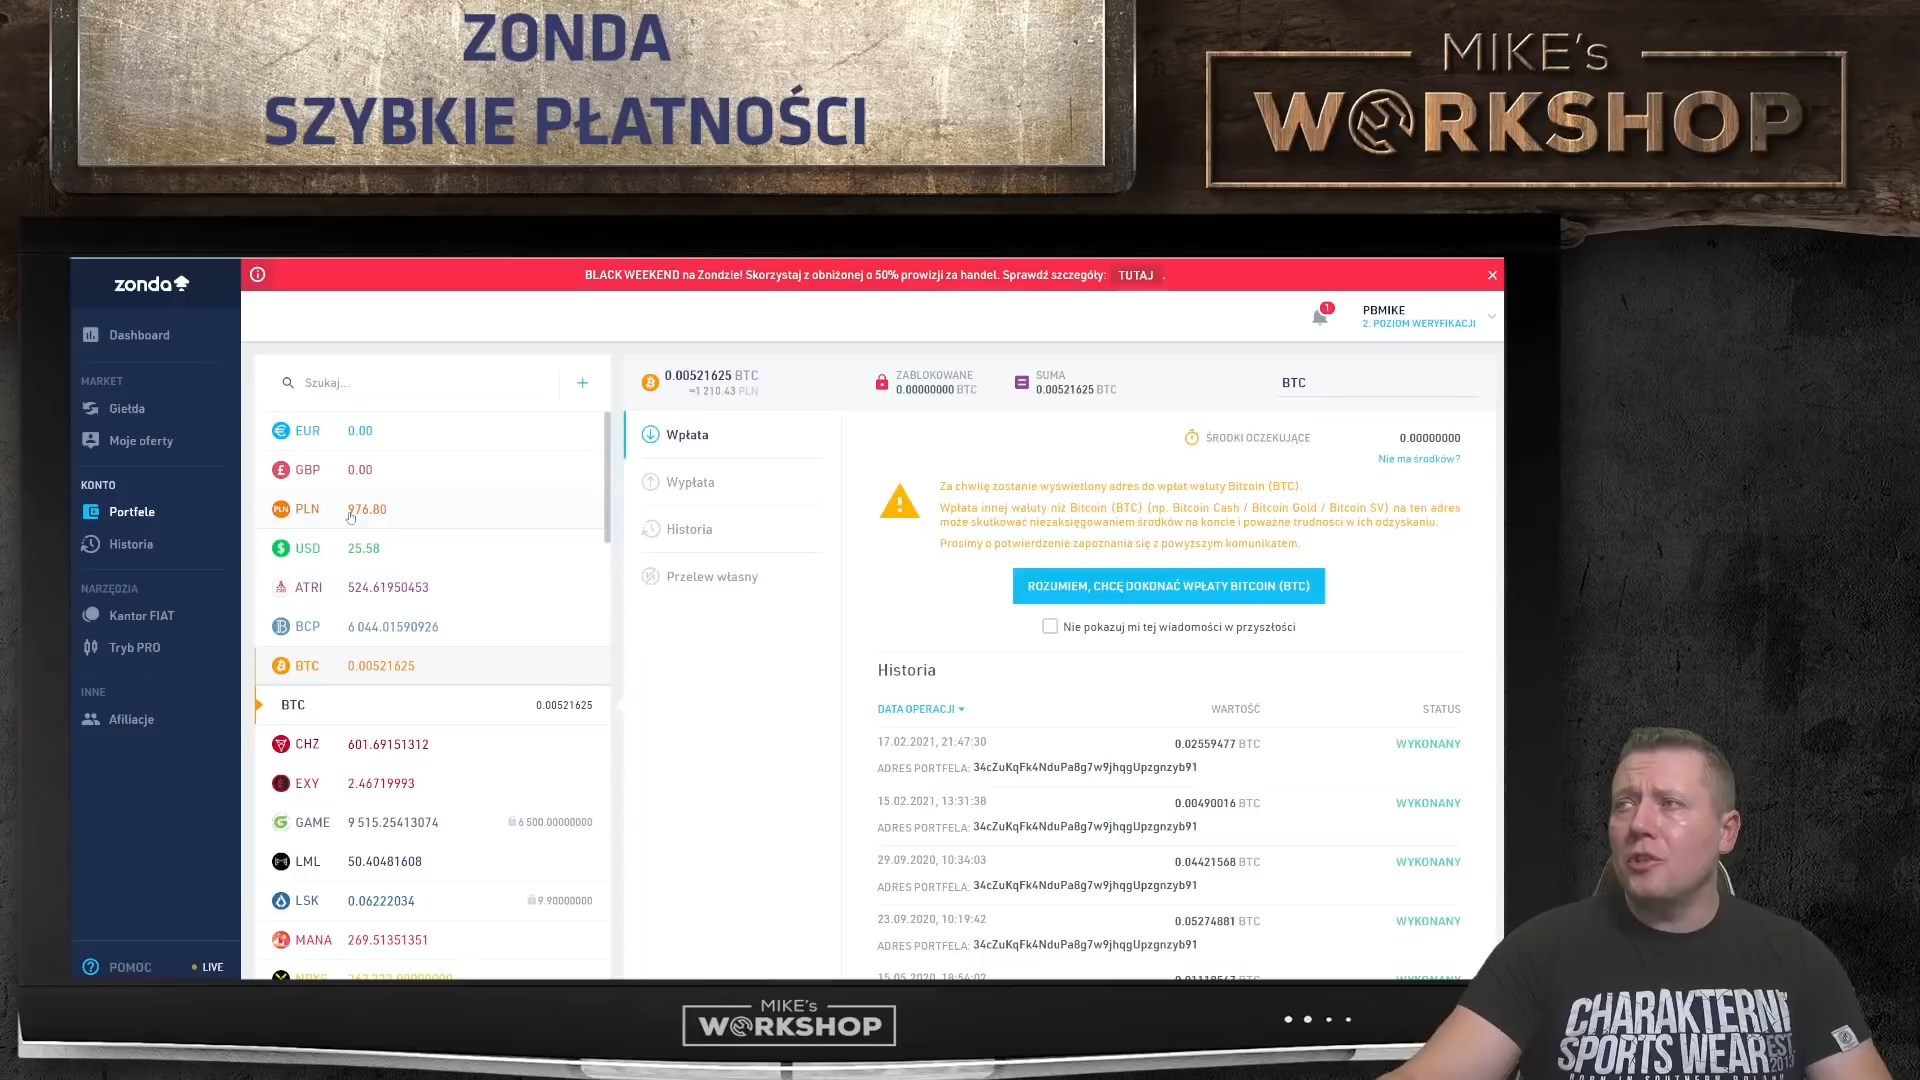 ZONDA
SZYBKIE PŁATNOŚCI
MIKE's
WORKSHOP
zonda
BLACK WEEKEND na Zondzie! Skorzystaj z obniżonej o 50% prowizji za handel. Sprawdź szczegóły: TUTAJ .
1
PBMIKE
2. POZIOM WERYFIKACJI
Dashboard
MARKET
Giełda
Moje oferty
KONTO
Portfele
Historia
NARZĘDZIA
Kantor FIAT
Tryb PRO
INNE
Afiliacje
POMOC
LIVE
Szukaj...
+
EUR 0.00
GBP 0.00
PLN PLN 976.80
USD 25.58
ATRI 524.61950453
BCP 6 044.01590926
BTC 0.00521625
BTC 0.00521625
CHZ 601.69151312
EXY 2.46719993
GAME 9 515.25413074 6 500.00000000
LML 50.40481608
LSK 0.06222034 9.90000000
MANA 269.51351351
0.00521625 BTC
≈1 210.43 PLN
ZABLOKOWANE
0.00000000 BTC
SUMA
0.00521625 BTC
BTC
Wpłata
Wypłata
Historia
Przelew własny
ŚRODKI OCZEKUJĄCE 0.00000000
Nie ma środków?
Za chwilę zostanie wyświetlony adres do wpłat waluty Bitcoin (BTC).
Wpłata innej waluty niż Bitcoin (BTC) (np. Bitcoin Cash / Bitcoin Gold / Bitcoin SV) na ten adres
może skutkować niezaksięgowaniem środków na koncie i poważne trudności w ich odzyskaniu.
Prosimy o potwierdzenie zapoznania się z powyższym komunikatem.
ROZUMIEM, CHCĘ DOKONAĆ WPŁATY BITCOIN (BTC)
Nie pokazuj mi tej wiadomości w przyszłości
Historia
DATA OPERACJI WARTOŚĆ STATUS
17.02.2021, 21:47:30 0.02559477 BTC WYKONANY
ADRES PORTFELA: 34cZuKqFk4NduPa8g7w9jhqgUpzgnzyb91
15.02.2021, 13:31:38 0.00490016 BTC WYKONANY
ADRES PORTFELA: 34cZuKqFk4NduPa8g7w9jhqgUpzgnzyb91
29.09.2020, 10:34:03 0.04421568 BTC WYKONANY
ADRES PORTFELA: 34cZuKqFk4NduPa8g7w9jhqgUpzgnzyb91
23.09.2020, 10:19:42 0.05274881 BTC WYKONANY
ADRES PORTFELA: 34cZuKqFk4NduPa8g7w9jhqgUpzgnzyb91
MIKE's
WORKSHOP
CHARAKTERNI
SPORTS WEAR EST.
2013